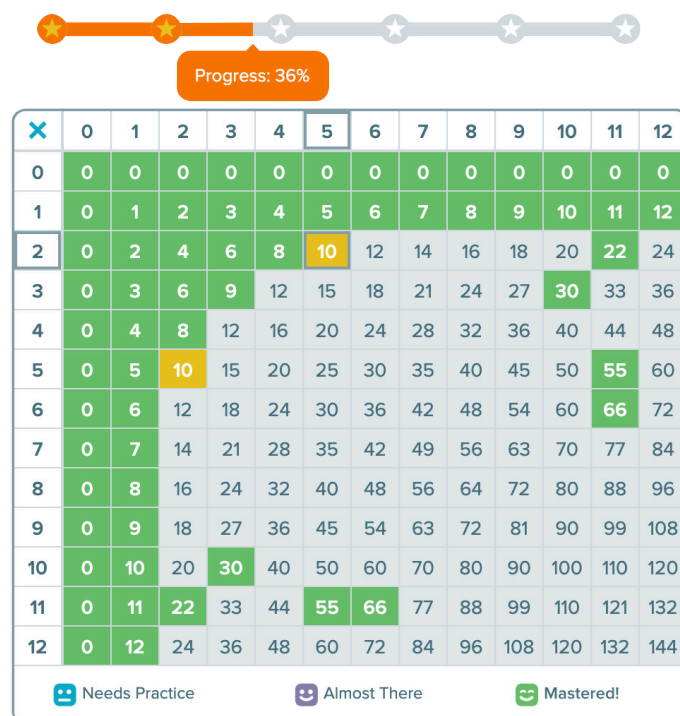 Progress: 36%
× 0 1 2 3 4 5 6 7 8 9 10 11 12
0 0 0 0 0 0 0 0 0 0 0 0 0 0
1 0 1 2 3 4 5 6 7 8 9 10 11 12
2 0 2 4 6 8 10 12 14 16 18 20 22 24
3 0 3 6 9 12 15 18 21 24 27 30 33 36
4 0 4 8 12 16 20 24 28 32 36 40 44 48
5 0 5 10 15 20 25 30 35 40 45 50 55 60
6 0 6 12 18 24 30 36 42 48 54 60 66 72
7 0 7 14 21 28 35 42 49 56 63 70 77 84
8 0 8 16 24 32 40 48 56 64 72 80 88 96
9 0 9 18 27 36 45 54 63 72 81 90 99 108
10 0 10 20 30 40 50 60 70 80 90 100 110 120
11 0 11 22 33 44 55 66 77 88 99 110 121 132
12 0 12 24 36 48 60 72 84 96 108 120 132 144
Needs Practice Almost There Mastered!